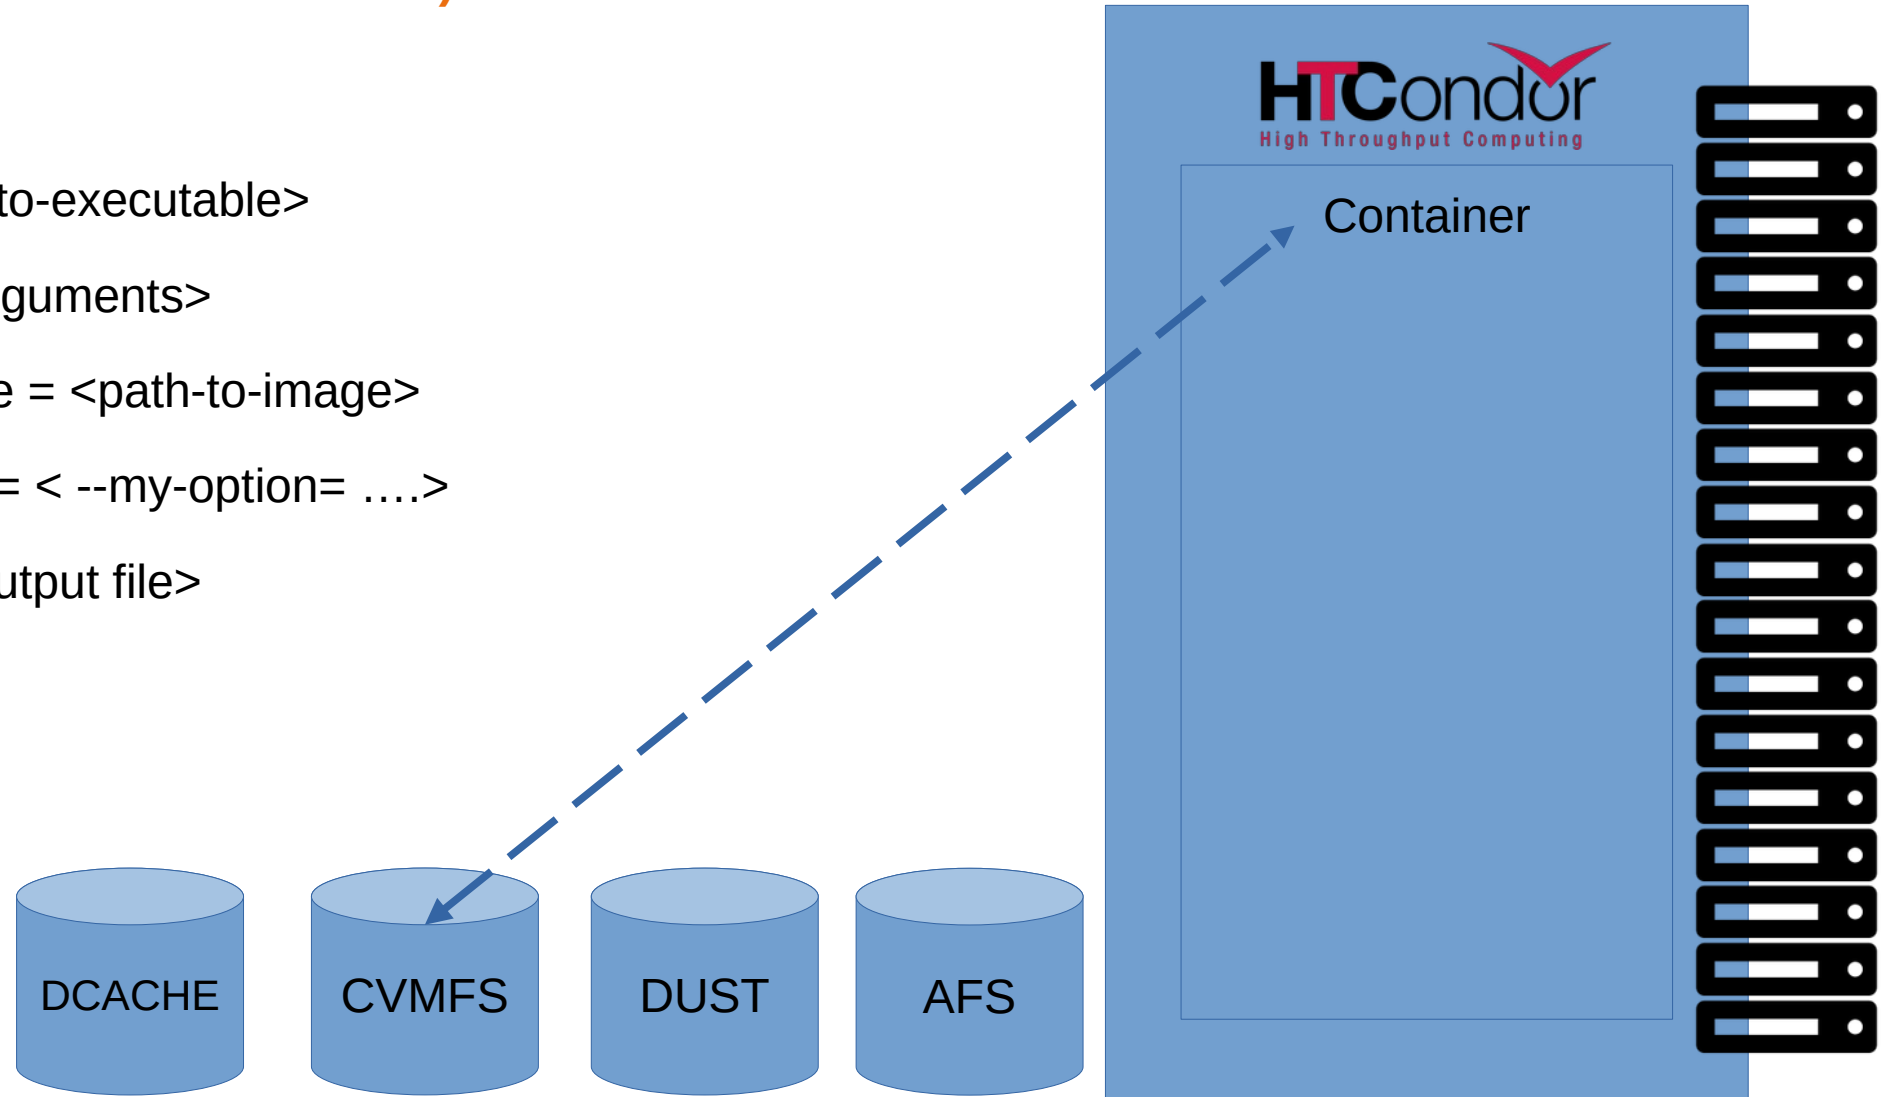 HTCondor
High Throughput Computing
to-executable>
guments>
e = <path-to-image>
= < --my-option= ….>
utput file>
Container
DCACHE
CVMFS
DUST
AFS